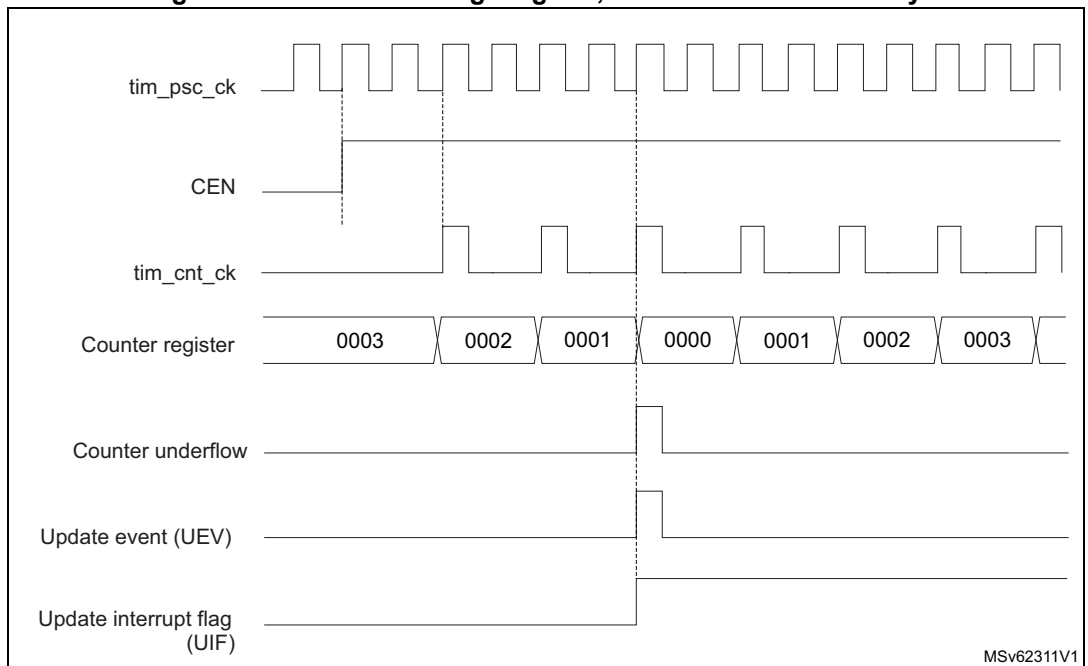 tim_psc_ck
CEN
tim_cnt_ck
Counter register
0003
0002
0001
0000
0001
0002
0003
Counter underflow
Update event (UEV)
Update interrupt flag
(UIF)
MSv62311V1